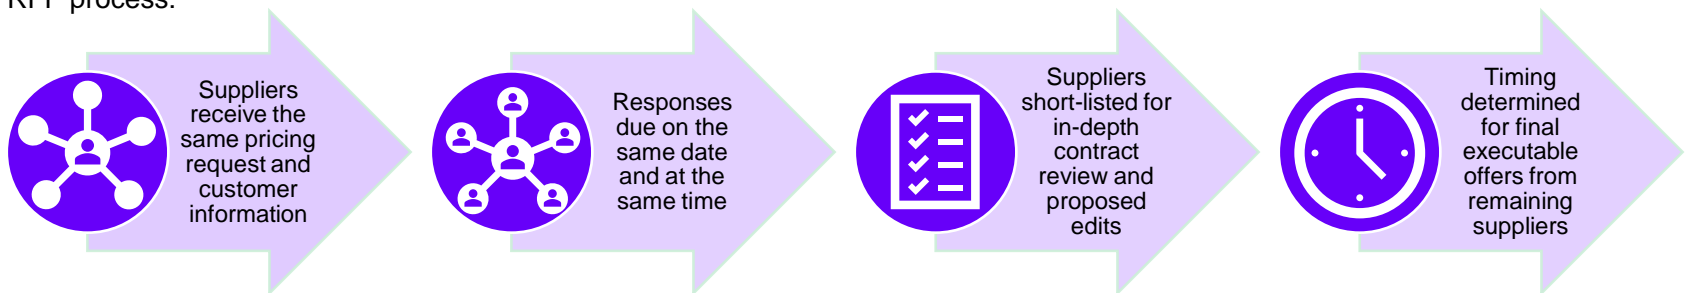 RFP process:
Suppliers
receive the
same pricing
request and
customer
information
Responses
due on the
same date
and at the
same time
Suppliers
short-listed for
in-depth
contract
review and
proposed
edits
Timing
determined
for final
executable
offers from
remaining
suppliers